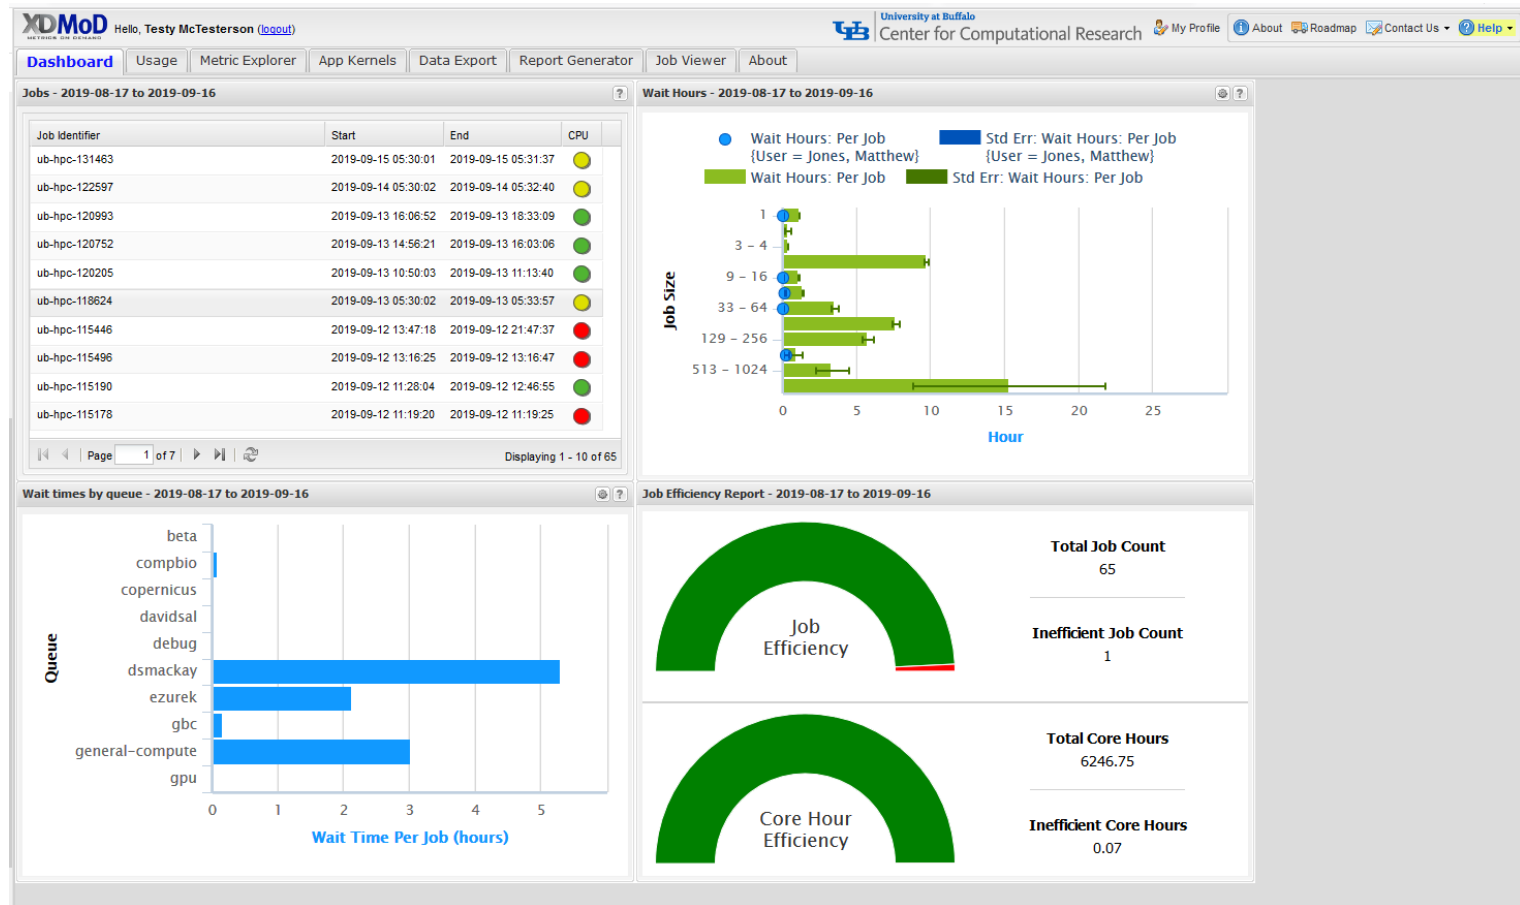 XDMoD
METRICS ON DEMAND
Hello, Testy McTesterson (logout)
UB
University at Buffalo
Center for Computational Research
My Profile
About
Roadmap
Contact Us
Help
Dashboard
Usage
Metric Explorer
App Kernels
Data Export
Report Generator
Job Viewer
About
Jobs - 2019-08-17 to 2019-09-16
?
Job Identifier Start End CPU
ub-hpc-131463 2019-09-15 05:30:01 2019-09-15 05:31:37
ub-hpc-122597 2019-09-14 05:30:02 2019-09-14 05:32:40
ub-hpc-120993 2019-09-13 16:06:52 2019-09-13 18:33:09
ub-hpc-120752 2019-09-13 14:56:21 2019-09-13 16:03:06
ub-hpc-120205 2019-09-13 10:50:03 2019-09-13 11:13:40
ub-hpc-118624 2019-09-13 05:30:02 2019-09-13 05:33:57
ub-hpc-115446 2019-09-12 13:47:18 2019-09-12 21:47:37
ub-hpc-115496 2019-09-12 13:16:25 2019-09-12 13:16:47
ub-hpc-115190 2019-09-12 11:28:04 2019-09-12 12:46:55
ub-hpc-115178 2019-09-12 11:19:20 2019-09-12 11:19:25
Page 1 of 7
Displaying 1 - 10 of 65
Wait Hours - 2019-08-17 to 2019-09-16
?
Wait Hours: Per Job
{User = Jones, Matthew}
Std Err: Wait Hours: Per Job
{User = Jones, Matthew}
Wait Hours: Per Job
Std Err: Wait Hours: Per Job
Job Size
1
3 – 4
9 – 16
33 – 64
129 – 256
513 – 1024
0 5 10 15 20 25
Hour
Wait times by queue - 2019-08-17 to 2019-09-16
?
Queue
beta
compbio
copernicus
davidsal
debug
dsmackay
ezurek
gbc
general-compute
gpu
0 1 2 3 4 5
Wait Time Per Job (hours)
Job Efficiency Report - 2019-08-17 to 2019-09-16
Job
Efficiency
Total Job Count
65
Inefficient Job Count
1
Core Hour
Efficiency
Total Core Hours
6246.75
Inefficient Core Hours
0.07